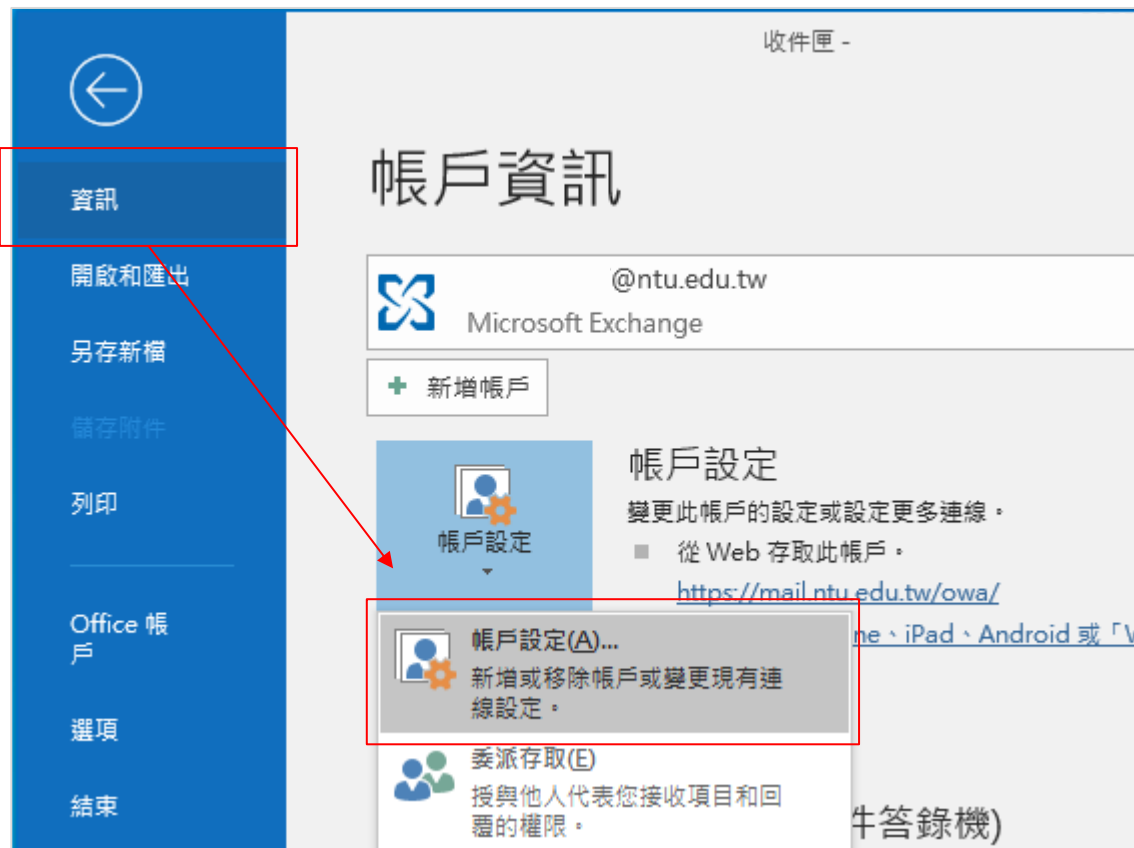 收件匣 -
資訊
開啟和匯出
另存新檔
儲存附件
列印
Office 帳
戶
選項
結束
帳戶資訊
@ntu.edu.tw
Microsoft Exchange
新增帳戶
帳戶設定
帳戶設定
變更此帳戶的設定或設定更多連線。
從 Web 存取此帳戶。
https://mail.ntu.edu.tw/owa/
ne、iPad、Android 或「
帳戶設定(A)...
新增或移除帳戶或變更現有連
線設定。
委派存取(E)
授與他人代表您接收項目和回
覆的權限。
答錄機)